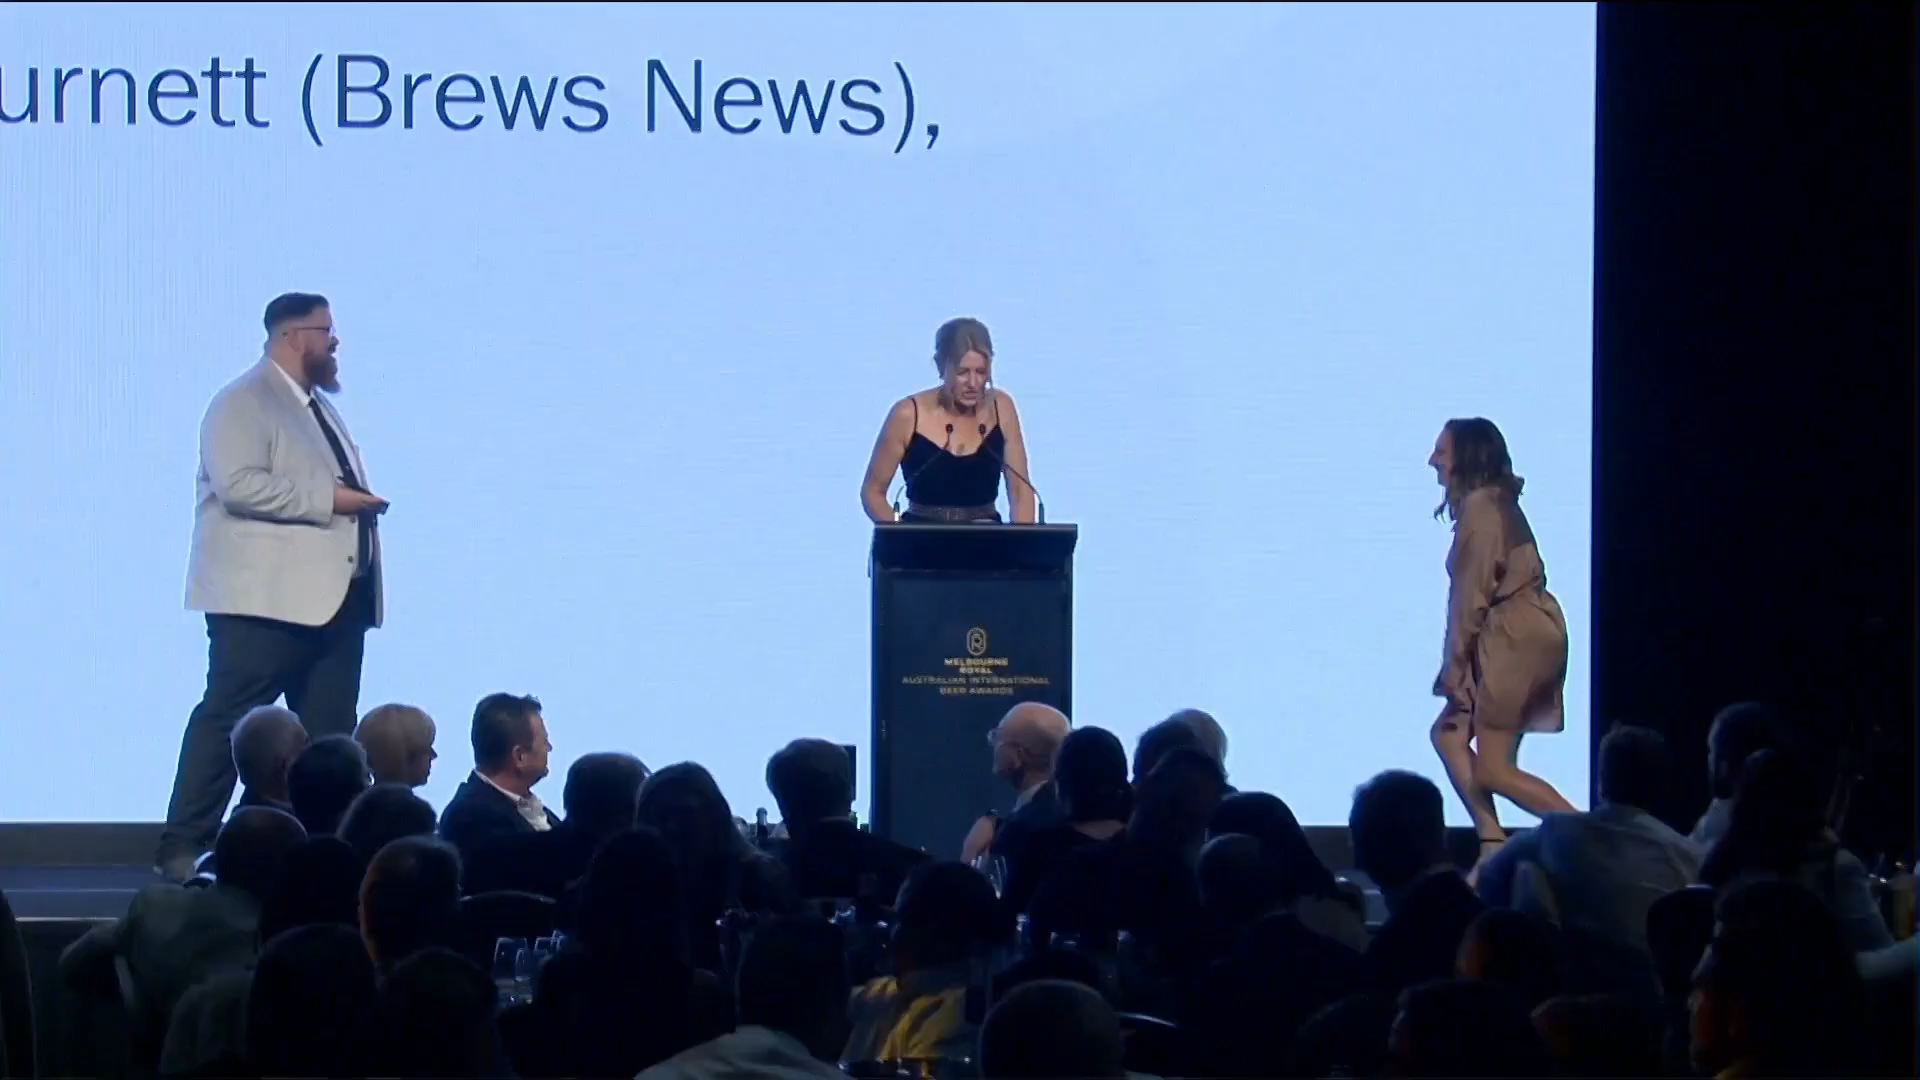 urnett (Brews News),
MELBOURNE
ROYAL
AUSTRALIAN INTERNATIONAL
BEER AWARDS